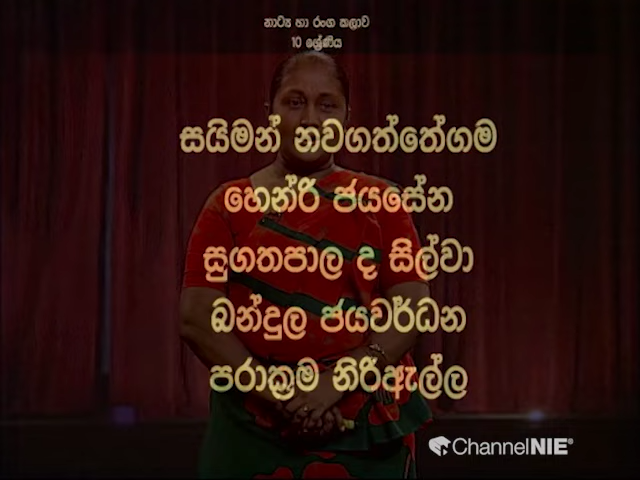 නාට්‍ය හා රංග කලාව
10 ශ්‍රේණිය
සයිමන් නවගත්තේගම
හෙන්රි ජයසේන
සුගතපාල ද සිල්වා
බන්දුල ජයවර්ධන
පරාක්‍රම නිරිඇල්ල
ChannelNIE®